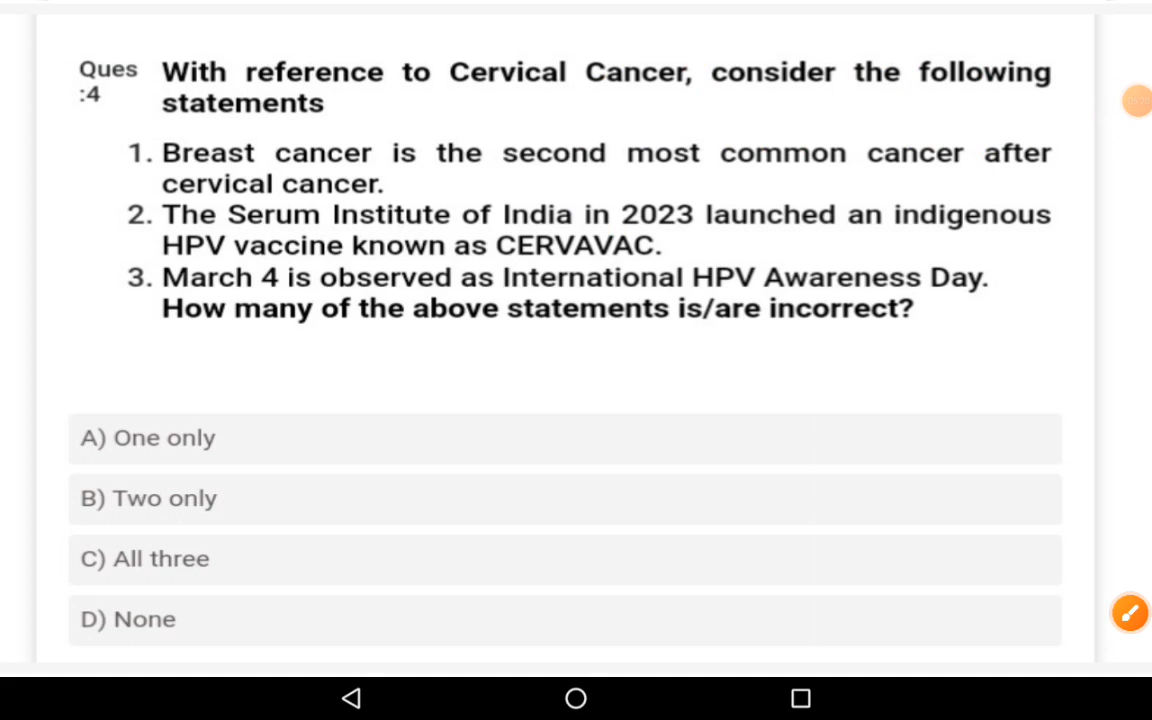 Ques With reference to Cervical Cancer, consider the following
:4 statements
1. Breast cancer is the second most common cancer after
cervical cancer.
2. The Serum Institute of India in 2023 launched an indigenous
HPV vaccine known as CERVAVAC.
3. March 4 is observed as International HPV Awareness Day.
How many of the above statements is/are incorrect?
A) One only
B) Two only
C) All three
D) None